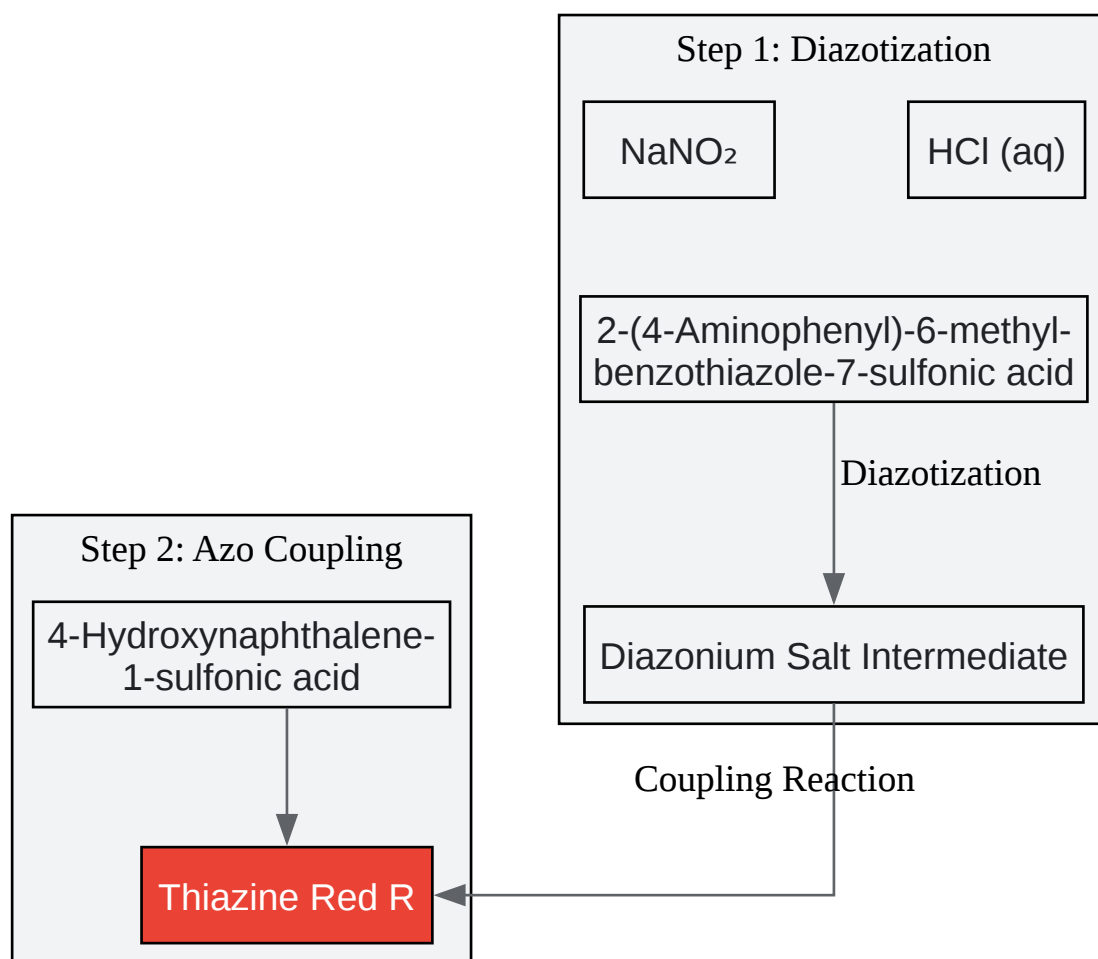 Step 1: Diazotization
NaNO₂
HCl (aq)
2-(4-Aminophenyl)-6-methyl-
benzothiazole-7-sulfonic acid
Diazotization
Diazonium Salt Intermediate
Coupling Reaction
Step 2: Azo Coupling
4-Hydroxynaphthalene-
1-sulfonic acid
Thiazine Red R